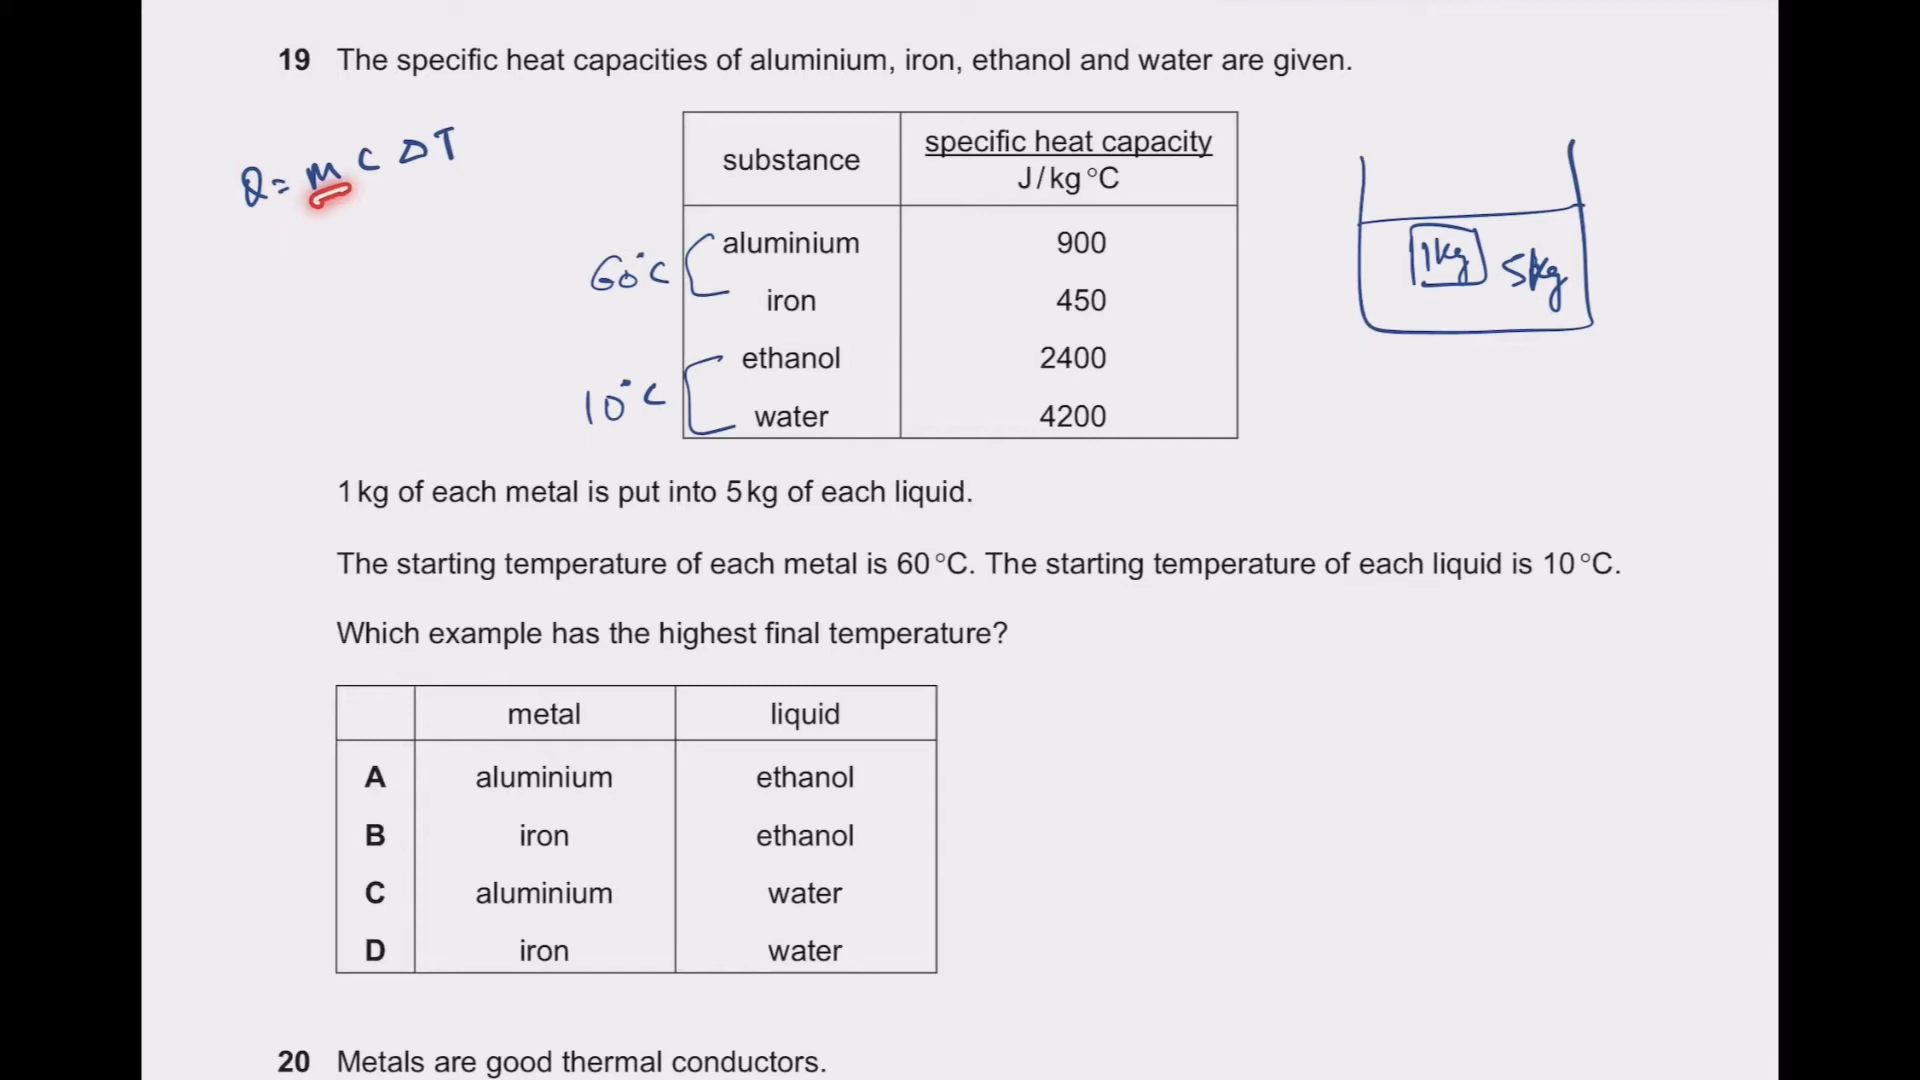 19 The specific heat capacities of aluminium, iron, ethanol and water are given.
Q = m C Δ T
substance specific heat capacity
J / kg °C
aluminium 900
60°C
iron 450
1kg 5kg
ethanol 2400
10°C
water 4200
1 kg of each metal is put into 5 kg of each liquid.
The starting temperature of each metal is 60 °C. The starting temperature of each liquid is 10 °C.
Which example has the highest final temperature?
metal liquid
A aluminium ethanol
B iron ethanol
C aluminium water
D iron water
20 Metals are good thermal conductors.